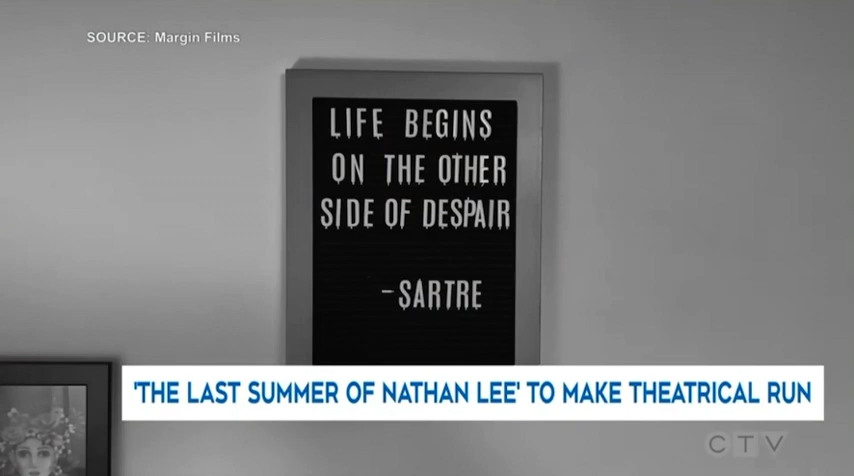 SOURCE: Margin Films
LIFE BEGINS
ON THE OTHER
SIDE OF DESPAIR
-SARTRE
'THE LAST SUMMER OF NATHAN LEE' TO MAKE THEATRICAL RUN
CTV